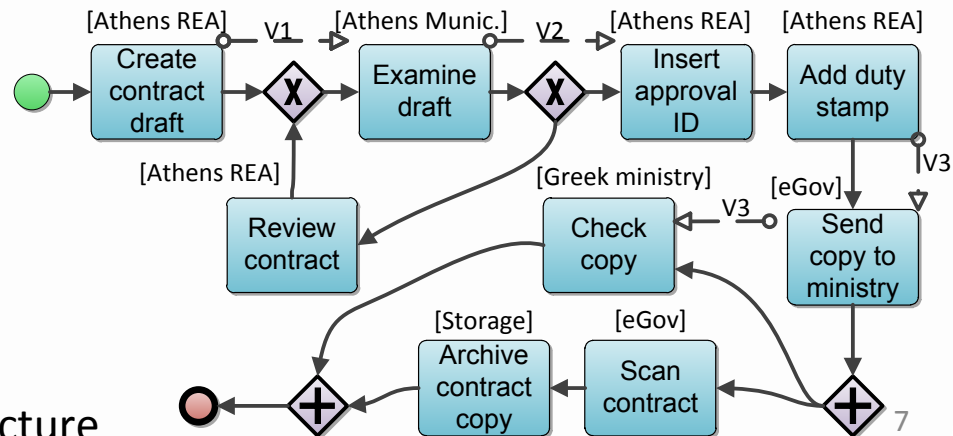 [Athens REA]
V1
[Athens Munic.]
V2
[Athens REA]
[Athens REA]
Create
contract
draft
X
Examine
draft
X
Insert
approval
ID
Add duty
stamp
[Athens REA]
[Greek ministry]
[eGov]
V3
V3
Review
contract
Check
copy
Send
copy to
ministry
[Storage]
[eGov]
Archive
contract
copy
Scan
contract
cture
7